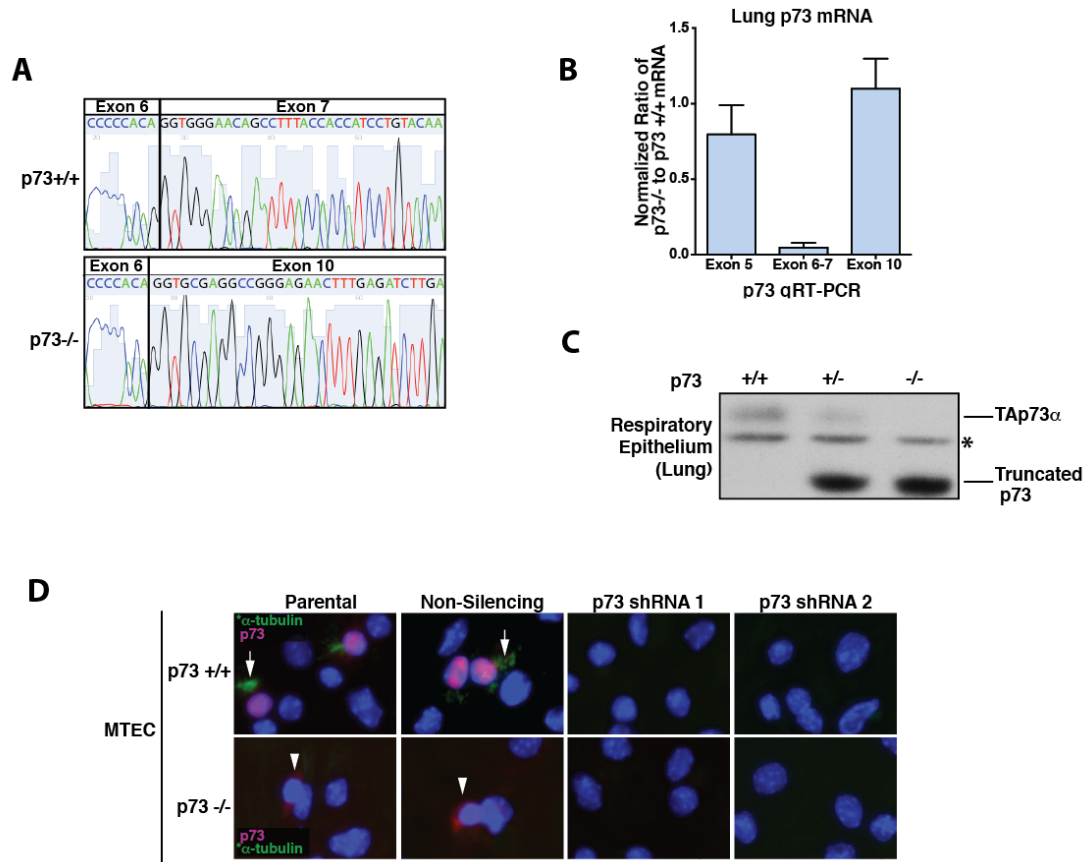 A
Exon 6 Exon 7
CCCCCACA GGTGGGAACAGCCTTTACCACCATCCTGTACAA
p73+/+
Exon 6 Exon 10
CCCCACA GGTGCGAGGCCGGGAGAACTTTGAGATCTTGA
p73-/-
B
Lung p73 mRNA
Normalized Ratio of
p73-/- to p73 +/+ mRNA
1.5
1.0
0.5
0.0
Exon 5 Exon 6-7 Exon 10
p73 qRT-PCR
C
p73 +/+ +/- -/-
Respiratory
Epithelium
(Lung)
TAp73α
*
Truncated
p73
D
Parental Non-Silencing p73 shRNA 1 p73 shRNA 2
*α-tubulin
p73
p73 +/+
MTEC
p73 -/-
p73
*α-tubulin